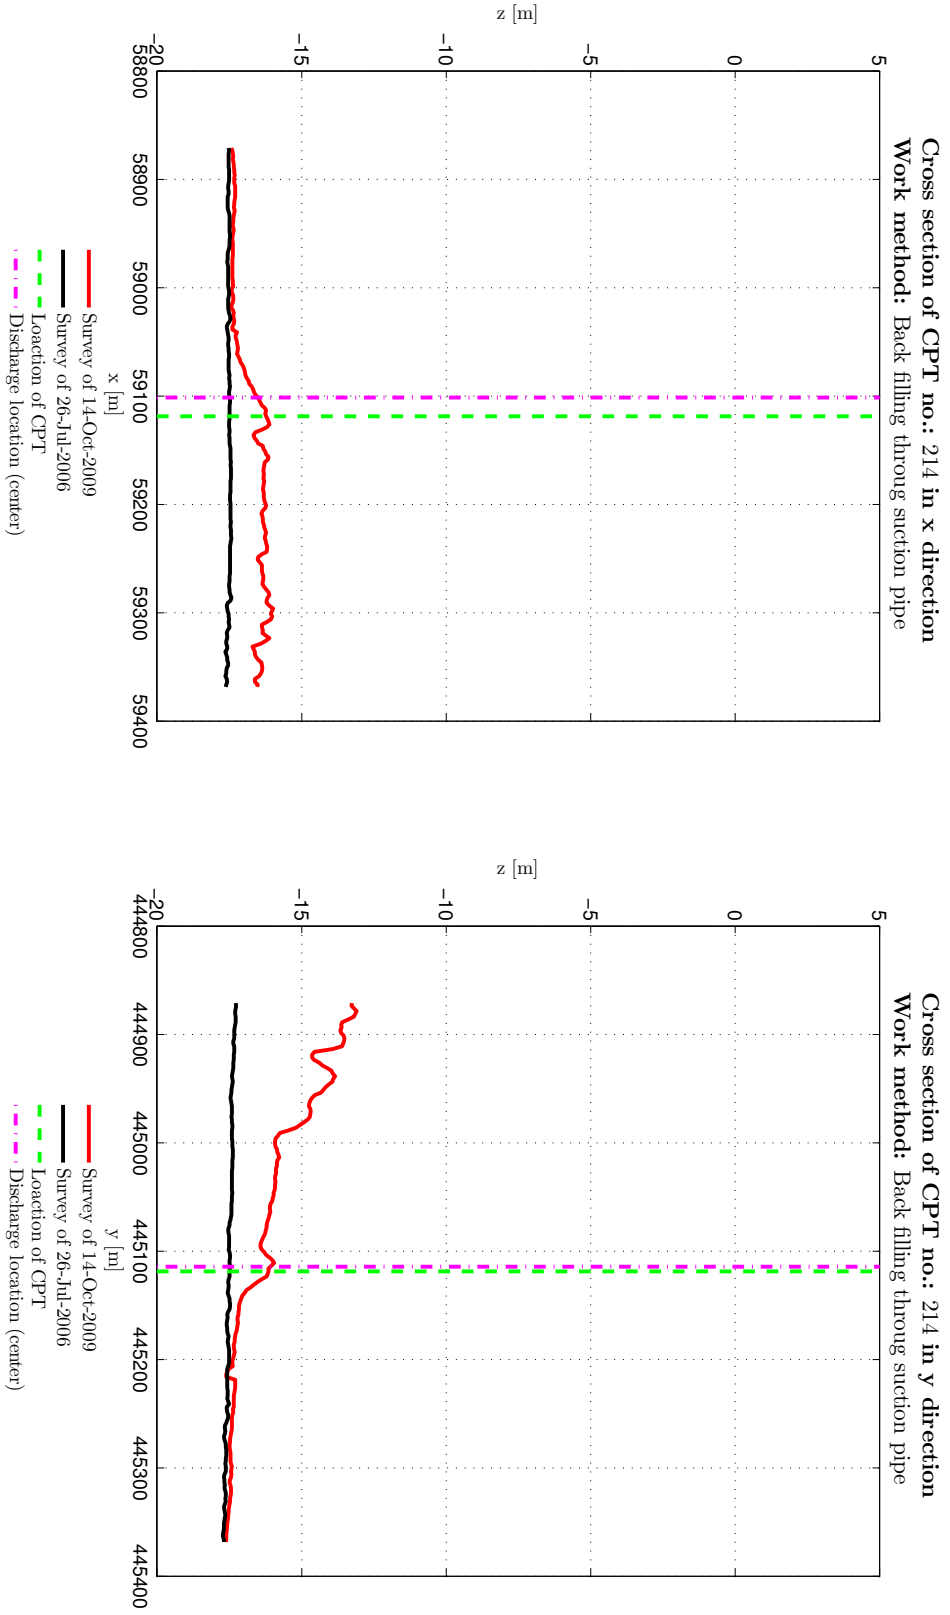 Cross section of CPT no.: 214 in x direction
Work method: Back filling throug suction pipe
z [m]
5
0
−5
−10
−15
−20
58800
58900
59000
59100
59200
59300
59400
x [m]
Survey of 14-Oct-2009
Survey of 26-Jul-2006
Loaction of CPT
Discharge location (center)
Cross section of CPT no.: 214 in y direction
Work method: Back filling throug suction pipe
z [m]
5
0
−5
−10
−15
−20
444800
444900
445000
445100
445200
445300
445400
y [m]
Survey of 14-Oct-2009
Survey of 26-Jul-2006
Loaction of CPT
Discharge location (center)